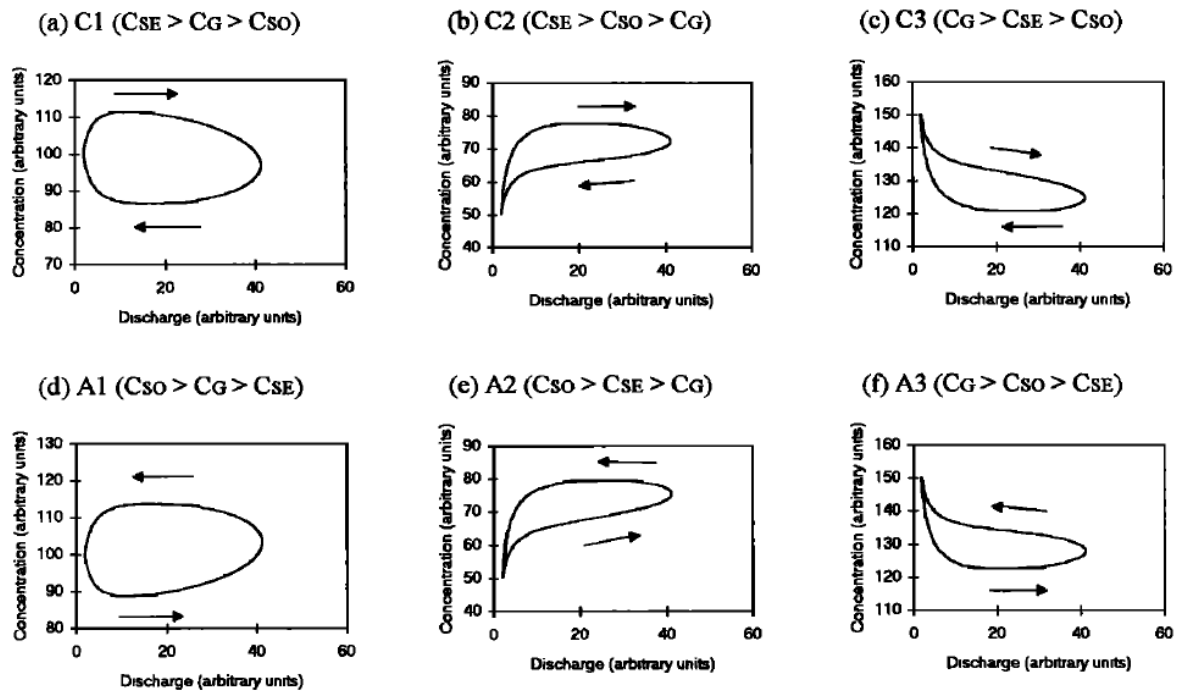 (a) C1 (CSE > CG > CSO)
120
110
100
90
80
70
Concentration (arbitrary units)
0 20 40 60
Discharge (arbitrary units)
(b) C2 (CSE > CSO > CG)
90
80
70
60
50
40
Concentration (arbitrary units)
0 20 40 60
Discharge (arbitrary units)
(c) C3 (CG > CSE > CSO)
160
150
140
130
120
110
Concentration (arbitrary units)
0 20 40 60
Discharge (arbitrary units)
(d) A1 (CSO > CG > CSE)
130
120
110
100
90
80
Concentration (arbitrary units)
0 20 40 60
Discharge (arbitrary units)
(e) A2 (CSO > CSE > CG)
90
80
70
60
50
40
Concentration (arbitrary units)
0 20 40 60
Discharge (arbitrary units)
(f) A3 (CG > CSO > CSE)
160
150
140
130
120
110
Concentration (arbitrary units)
0 20 40 60
Discharge (arbitrary units)